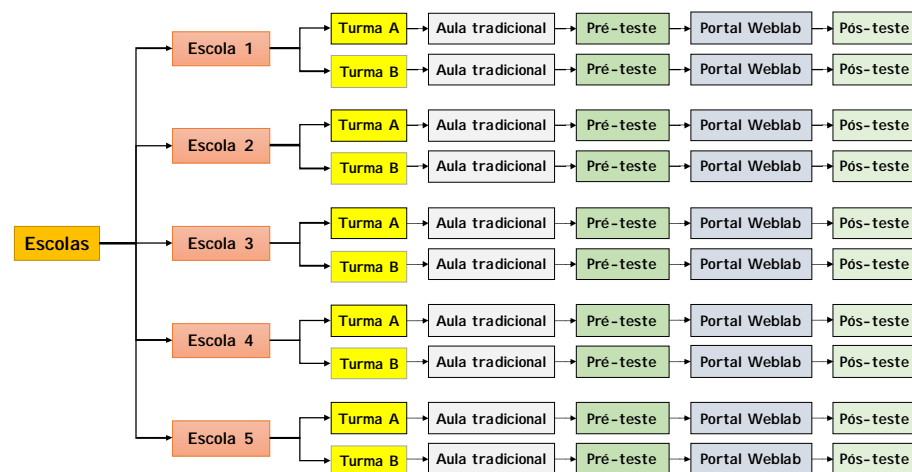 Turma A Aula tradicional Pré-teste Portal Weblab Pós-teste
Escola 1
Turma B Aula tradicional Pré-teste Portal Weblab Pós-teste
Turma A Aula tradicional Pré-teste Portal Weblab Pós-teste
Escola 2
Turma B Aula tradicional Pré-teste Portal Weblab Pós-teste
Turma A Aula tradicional Pré-teste Portal Weblab Pós-teste
Escolas Escola 3
Turma B Aula tradicional Pré-teste Portal Weblab Pós-teste
Turma A Aula tradicional Pré-teste Portal Weblab Pós-teste
Escola 4
Turma B Aula tradicional Pré-teste Portal Weblab Pós-teste
Turma A Aula tradicional Pré-teste Portal Weblab Pós-teste
Escola 5
Turma B Aula tradicional Pré-teste Portal Weblab Pós-teste